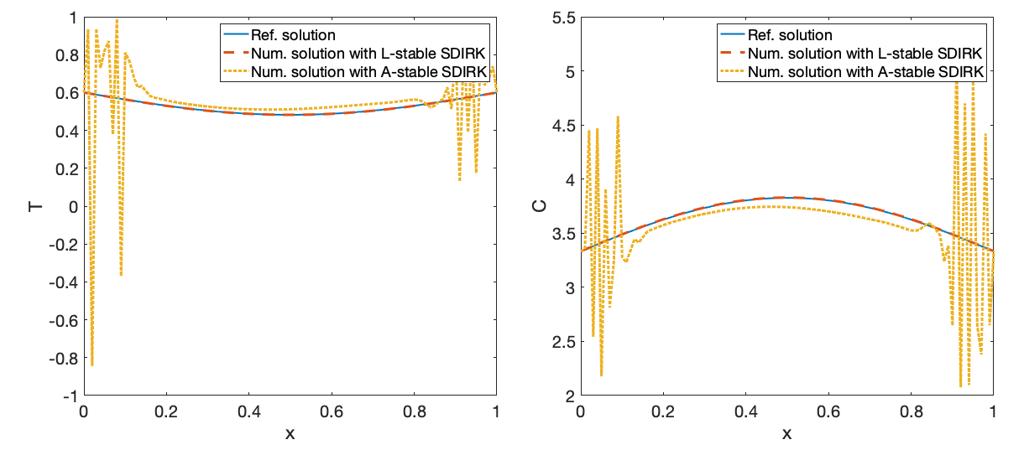 Ref. solution
Num. solution with L-stable SDIRK
Num. solution with A-stable SDIRK
1
0.8
0.6
0.4
0.2
0
-0.2
-0.4
-0.6
-0.8
-1
T
0 0.2 0.4 0.6 0.8 1
x
Ref. solution
Num. solution with L-stable SDIRK
Num. solution with A-stable SDIRK
5.5
5
4.5
4
3.5
3
2.5
2
C
0 0.2 0.4 0.6 0.8 1
x